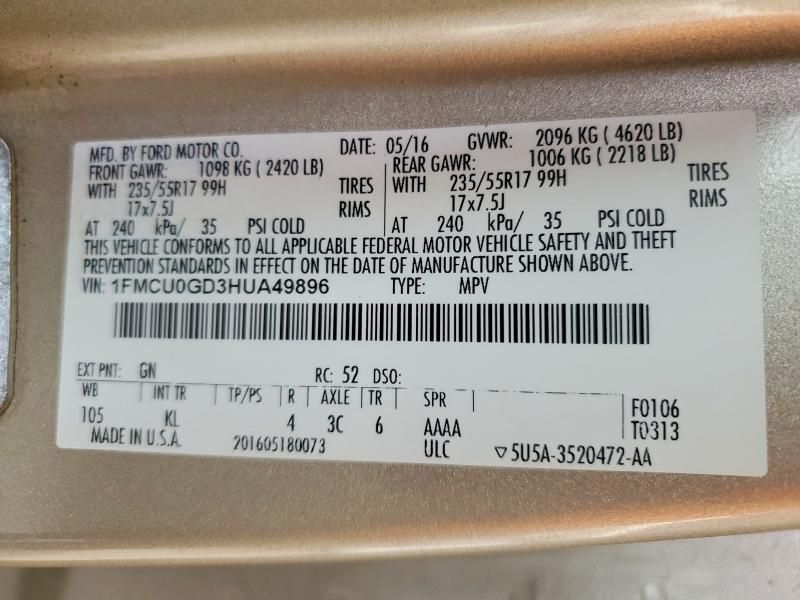 MFD. BY FORD MOTOR CO. DATE: 05/16 GVWR: 2096 KG ( 4620 LB)
FRONT GAWR: 1098 KG ( 2420 LB) REAR GAWR: 1006 KG ( 2218 LB)
WITH 235/55R17 99H TIRES WITH 235/55R17 99H TIRES
17x7.5J RIMS 17x7.5J RIMS
AT 240 kPa/ 35 PSI COLD AT 240 kPa/ 35 PSI COLD
THIS VEHICLE CONFORMS TO ALL APPLICABLE FEDERAL MOTOR VEHICLE SAFETY AND THEFT
PREVENTION STANDARDS IN EFFECT ON THE DATE OF MANUFACTURE SHOWN ABOVE.
VIN: 1FMCU0GD3HUA49896 TYPE: MPV
EXT PNT: GN RC: 52 DSO:
WB INT TR TP/PS R AXLE TR SPR
105 KL 4 3C 6 AAAA F0106
MADE IN U.S.A. 201605180073 ULC T0313
▽5U5A-3520472-AA